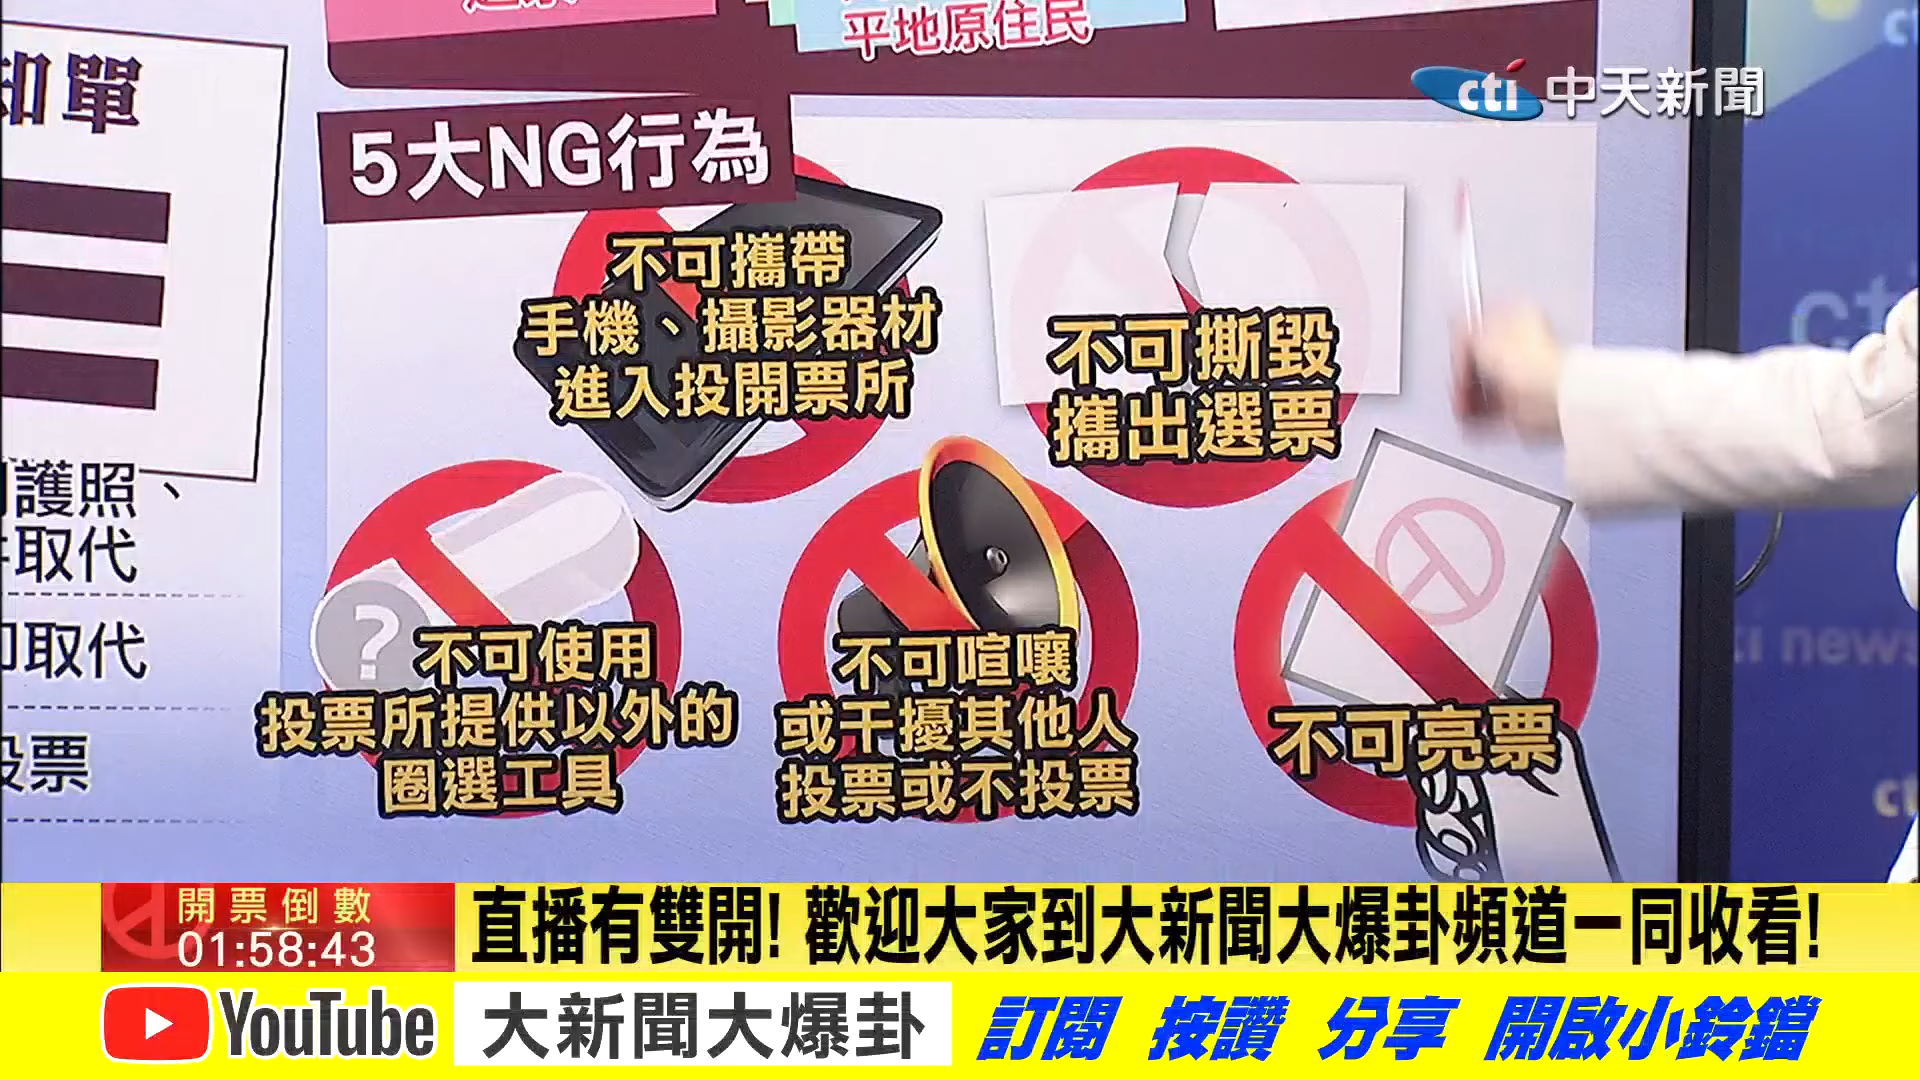 平地原住民
cti 中天新聞
知單
5大NG行為
不可攜帶
手機、攝影器材
進入投開票所
不可撕毀
攜出選票
護照、
取代
?
不可使用
投票所提供以外的
圈選工具
不可喧嚷
或干擾其他人
投票或不投票
不可亮票
取代
投票
cti news
開票倒數
01:58:43
直播有雙開! 歡迎大家到大新聞大爆卦頻道一同收看!
YouTube 大新聞大爆卦 訂閱 按讚 分享 開啟小鈴鐺